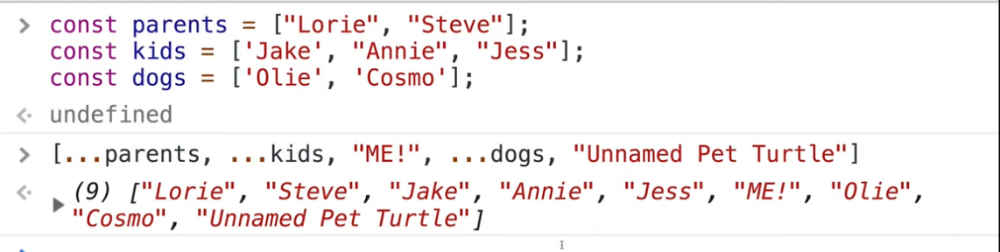 const parents = ["Lorie", "Steve"];
const kids = ['Jake', "Annie", "Jess"];
const dogs = ['Olie', 'Cosmo'];
undefined
[...parents, ...kids, "ME!", ...dogs, "Unnamed Pet Turtle"]
(9) ["Lorie", "Steve", "Jake", "Annie", "Jess", "ME!", "Olie",
"Cosmo", "Unnamed Pet Turtle"]